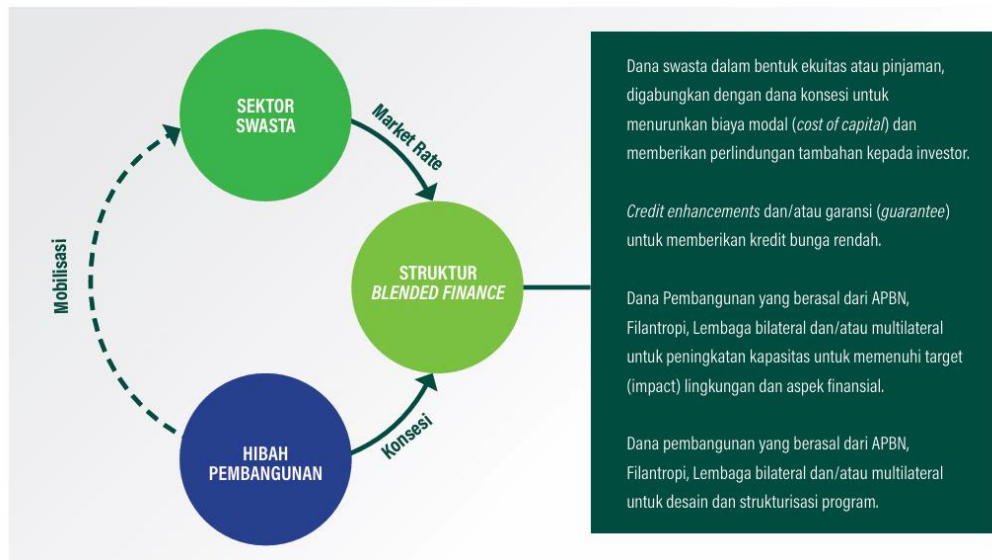 SEKTOR
SWASTA
Market Rate
Mobilisasi
STRUKTUR
BLENDED FINANCE
HIBAH
PEMBANGUNAN
Konsesi
Dana swasta dalam bentuk ekuitas atau pinjaman,
digabungkan dengan dana konsesi untuk
menurunkan biaya modal (cost of capital) dan
memberikan perlindungan tambahan kepada investor.
Credit enhancements dan/atau garansi (guarantee)
untuk memberikan kredit bunga rendah.
Dana Pembangunan yang berasal dari APBN,
Filantropi, Lembaga bilateral dan/atau multilateral
untuk peningkatan kapasitas untuk memenuhi target
(impact) lingkungan dan aspek finansial.
Dana pembangunan yang berasal dari APBN,
Filantropi, Lembaga bilateral dan/atau multilateral
untuk desain dan strukturisasi program.